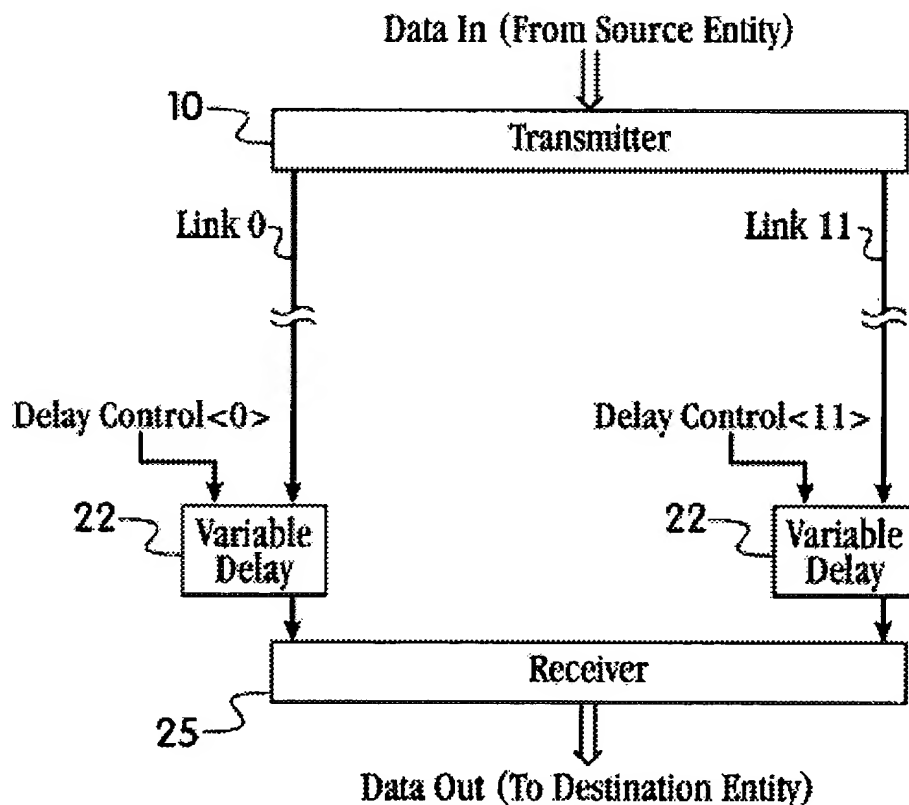 Data In (From Source Entity)
10
Transmitter
Link 0
Link 11
Delay Control<0>
Delay Control<11>
22
Variable
Delay
22
Variable
Delay
Receiver
25
Data Out (To Destination Entity)